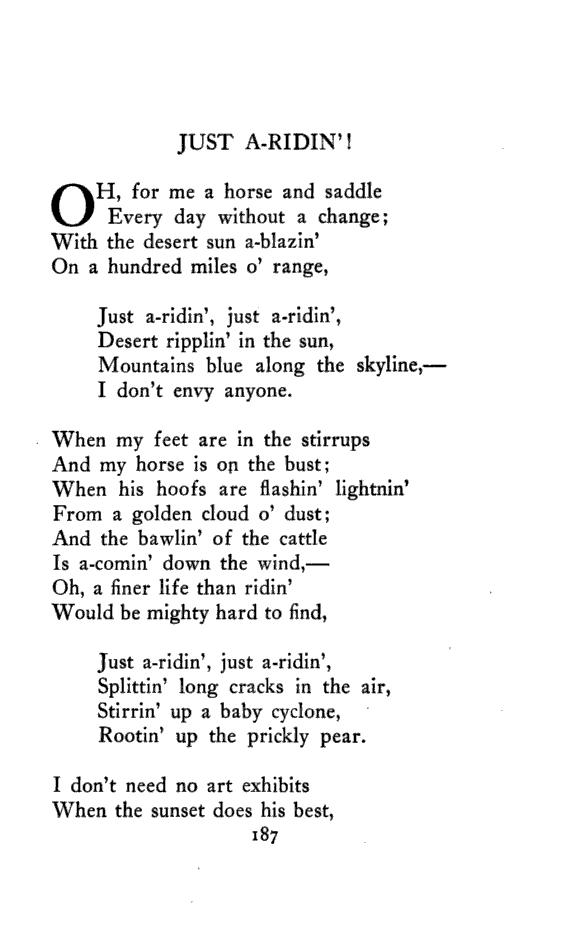 JUST A-RIDIN'!
OH, for me a horse and saddle
Every day without a change;
With the desert sun a-blazin'
On a hundred miles o' range,
Just a-ridin', just a-ridin',
Desert ripplin' in the sun,
Mountains blue along the skyline,—
I don't envy anyone.
When my feet are in the stirrups
And my horse is on the bust;
When his hoofs are flashin' lightnin'
From a golden cloud o' dust;
And the bawlin' of the cattle
Is a-comin' down the wind,—
Oh, a finer life than ridin'
Would be mighty hard to find,
Just a-ridin', just a-ridin',
Splittin' long cracks in the air,
Stirrin' up a baby cyclone,
Rootin' up the prickly pear.
I don't need no art exhibits
When the sunset does his best,
187